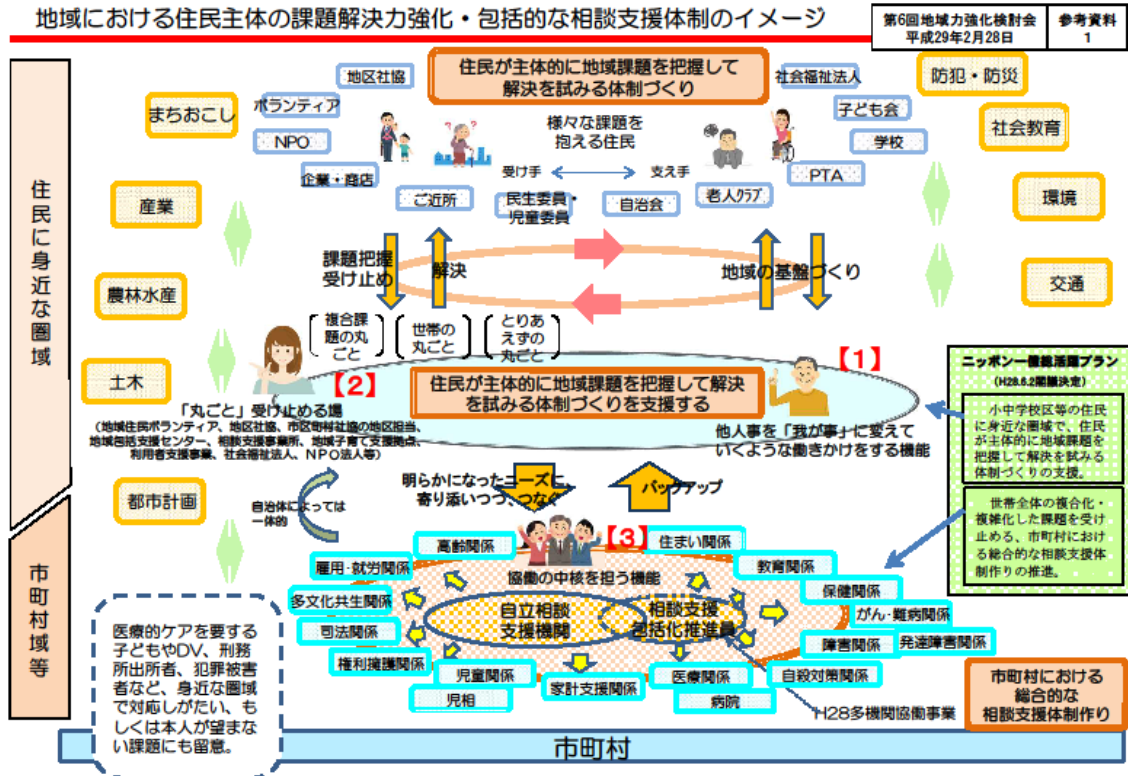 地域における住民主体の課題解決力強化・包括的な相談支援体制のイメージ
第6回地域力強化検討会
平成29年2月28日
参考資料
1
住民に身近な圏域
市町村域等
住民が主体的に地域課題を把握して
解決を試みる体制づくり
地区社協
ボランティア
まちおこし
NPO
企業・商店
ご近所
様々な課題を
抱える住民
受け手
支え手
民生委員・
児童委員
自治会
老人クラブ
社会福祉法人
子ども会
学校
PTA
防犯・防災
社会教育
環境
交通
産業
農林水産
土木
都市計画
課題把握
受け止め
解決
地域の基盤づくり
複合課
題の丸
ごと
世帯の
丸ごと
とりあ
えずの
丸ごと
【2】
住民が主体的に地域課題を把握して解決
を試みる体制づくりを支援する
【1】
「丸ごと」受け止める場
（地域住民ボランティア、地区社協、市区町村社協の地区担当、
地域包括支援センター、相談支援事業所、地域子育て支援拠点、
利用者支援事業、社会福祉法人、NPO法人等）
他人事を「我が事」に変えて
いくような働きかけをする機能
ニッポン一億総活躍プラン
(H28.6.2閣議決定)
小中学校区等の住民
に身近な圏域で、住民
が主体的に地域課題を
把握して解決を試みる
体制づくりの支援。
世帯全体の複合化・
複雑化した課題を受け
止める、市町村におけ
る総合的な相談支援体
制作りの推進。
自治体によっては
一体的
明らかになったニーズに、
寄り添いつつ、つなぐ
バックアップ
【3】
協働の中核を担う機能
自立相談
支援機関
相談支援
包括化推進員
高齢関係
雇用・就労関係
多文化共生関係
司法関係
権利擁護関係
児童関係
児相
家計支援関係
医療関係
病院
自殺対策関係
障害関係
発達障害関係
がん・難病関係
保健関係
教育関係
住まい関係
H28多機関協働事業
医療的ケアを要する
子どもやDV、刑務
所出所者、犯罪被害
者など、身近な圏域
で対応しがたい、も
しくは本人が望まな
い課題にも留意。
市町村における
総合的な
相談支援体制作り
市町村